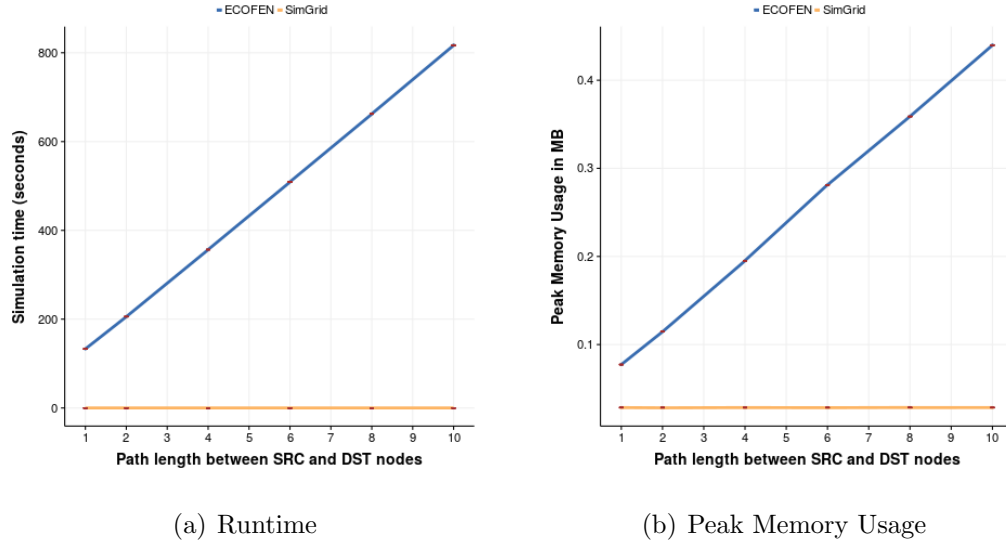 ECOFEN SimGrid
800
600
400
200
0
Simulation time (seconds)
1 2 3 4 5 6 7 8 9 10
Path length between SRC and DST nodes
(a) Runtime
ECOFEN SimGrid
0.4
0.3
0.2
0.1
Peak Memory Usage in MB
1 2 3 4 5 6 7 8 9 10
Path length between SRC and DST nodes
(b) Peak Memory Usage